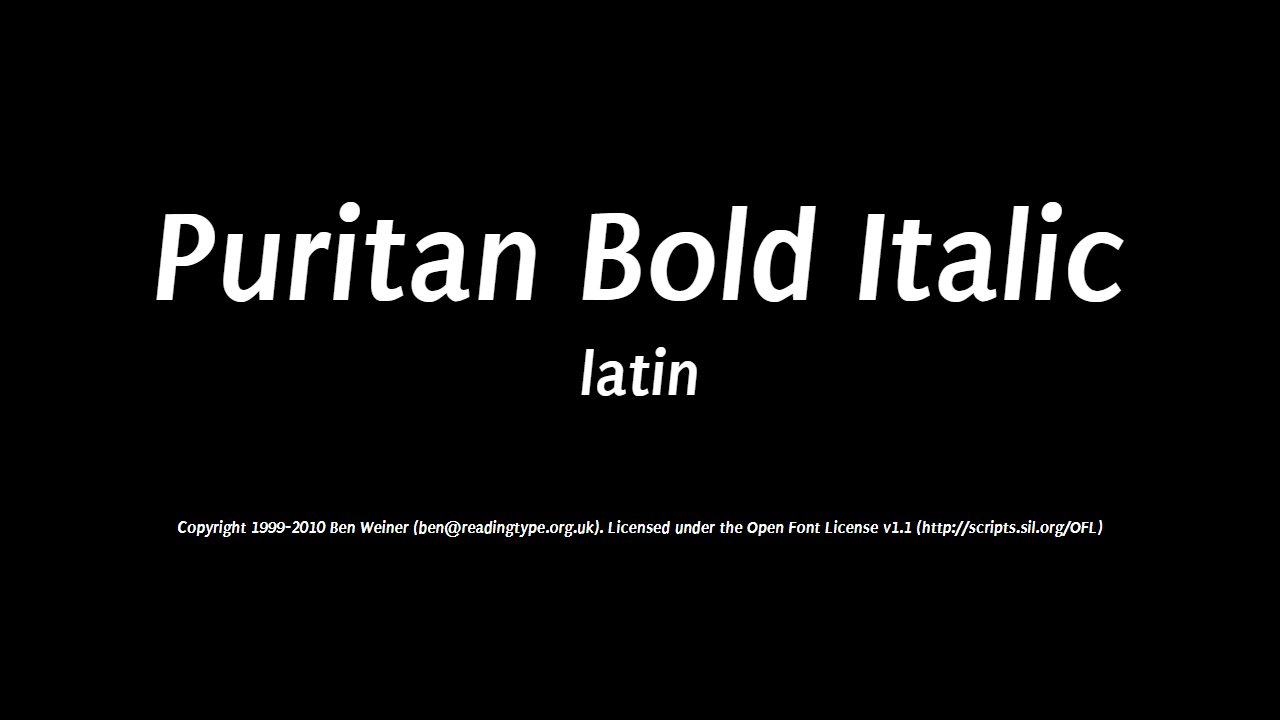 Puritan Bold Italic
latin
Copyright 1999-2010 Ben Weiner (ben@readingtype.org.uk). Licensed under the Open Font License v1.1 (http://scripts.sil.org/OFL)